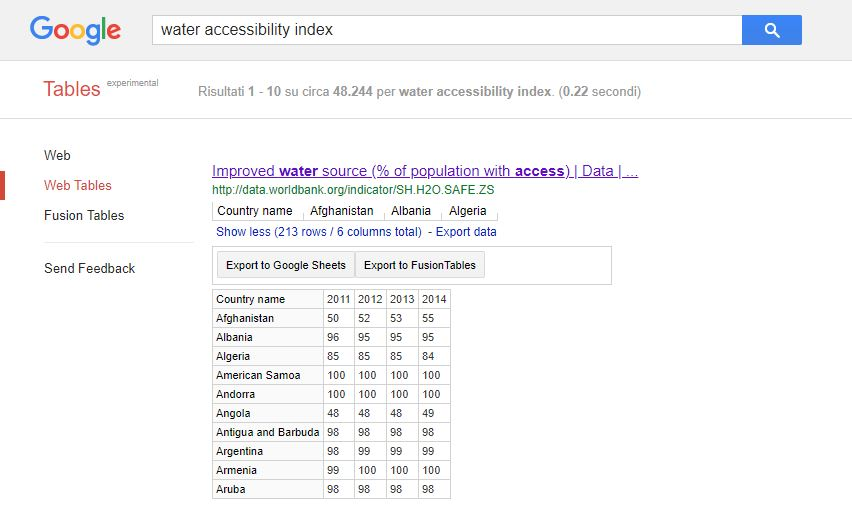 Google
water accessibility index
Tables experimental
Risultati 1 - 10 su circa 48.244 per water accessibility index. (0.22 secondi)
Web
Web Tables
Fusion Tables
Send Feedback
Improved water source (% of population with access) | Data | ...
http://data.worldbank.org/indicator/SH.H2O.SAFE.ZS
Country name Afghanistan Albania Algeria
Show less (213 rows / 6 columns total) - Export data
Export to Google Sheets Export to FusionTables
Country name 2011 2012 2013 2014
Afghanistan 50 52 53 55
Albania 96 95 95 95
Algeria 85 85 85 84
American Samoa 100 100 100 100
Andorra 100 100 100 100
Angola 48 48 48 49
Antigua and Barbuda 98 98 98 98
Argentina 98 99 99 99
Armenia 99 100 100 100
Aruba 98 98 98 98